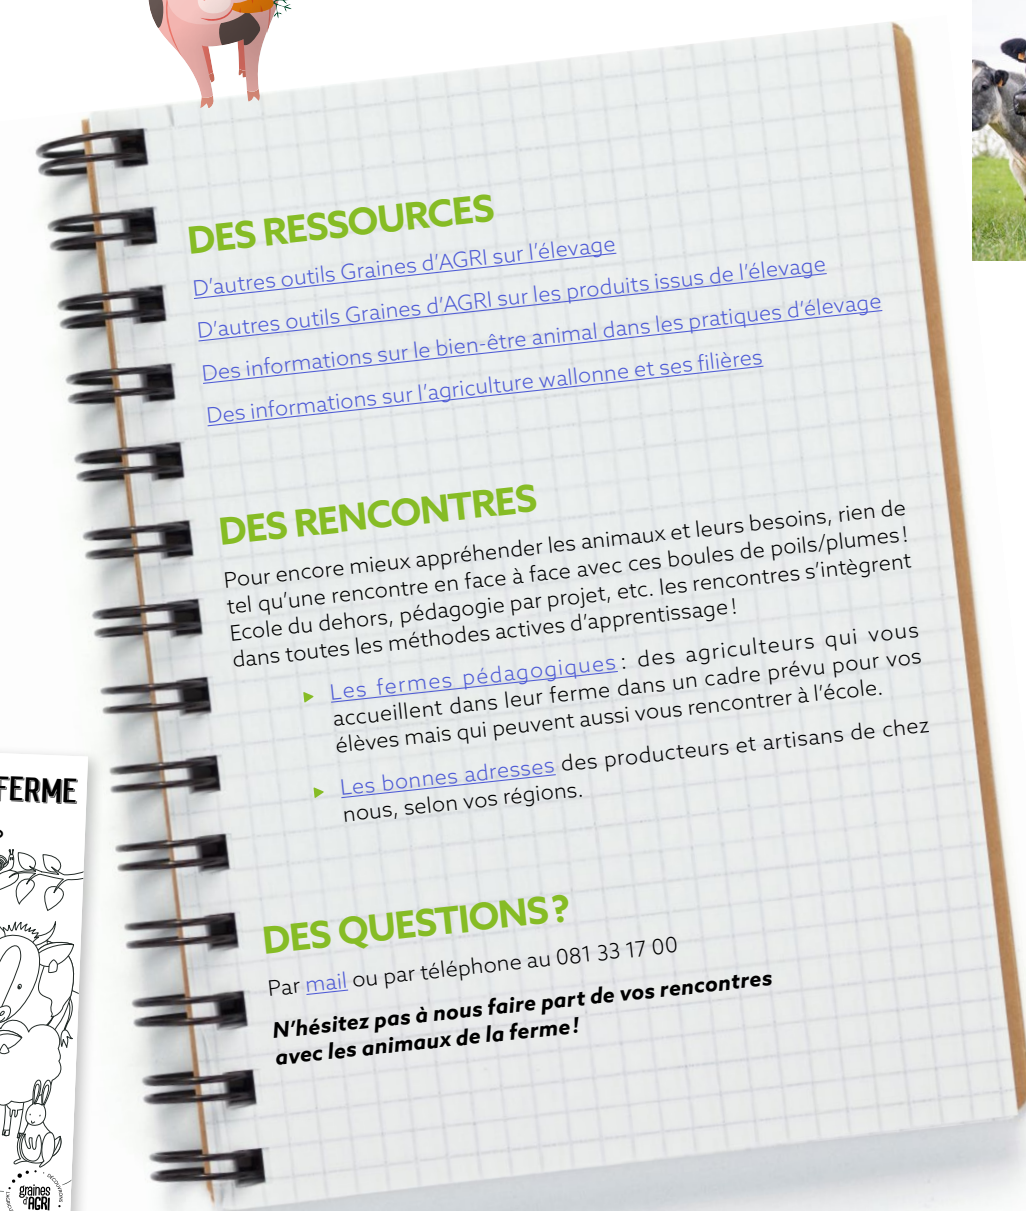 DES RESSOURCES
D'autres outils Graines d'AGRI sur l'élevage
D'autres outils Graines d'AGRI sur les produits issus de l'élevage
Des informations sur le bien-être animal dans les pratiques d'élevage
Des informations sur l'agriculture wallonne et ses filières
DES RENCONTRES
Pour encore mieux appréhender les animaux et leurs besoins, rien de
tel qu'une rencontre en face à face avec ces boules de poils/plumes !
Ecole du dehors, pédagogie par projet, etc. les rencontres s'intègrent
dans toutes les méthodes actives d'apprentissage !
▸ Les fermes pédagogiques : des agriculteurs qui vous
accueillent dans leur ferme dans un cadre prévu pour vos
élèves mais qui peuvent aussi vous rencontrer à l'école.
▸ Les bonnes adresses des producteurs et artisans de chez
nous, selon vos régions.
DES QUESTIONS ?
Par mail ou par téléphone au 081 33 17 00
N'hésitez pas à nous faire part de vos rencontres
avec les animaux de la ferme !
FERME
graines
d'AGRI